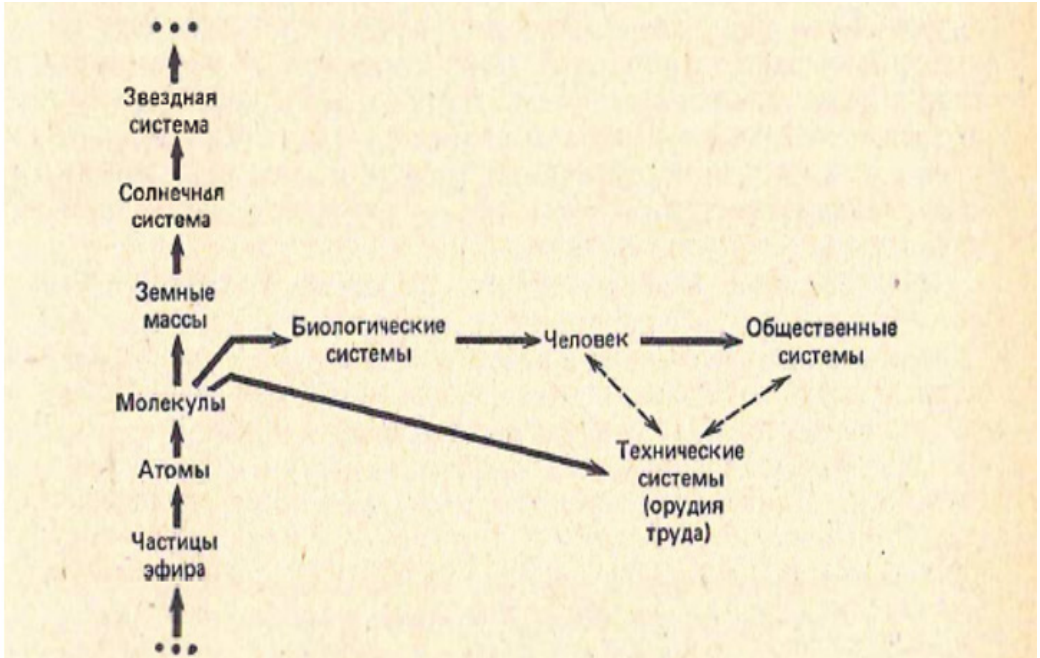 Звездная
система
Солнечная
система
Земные
массы
Биологические
системы
Человек
Общественные
системы
Молекулы
Технические
системы
(орудия
труда)
Атомы
Частицы
эфира